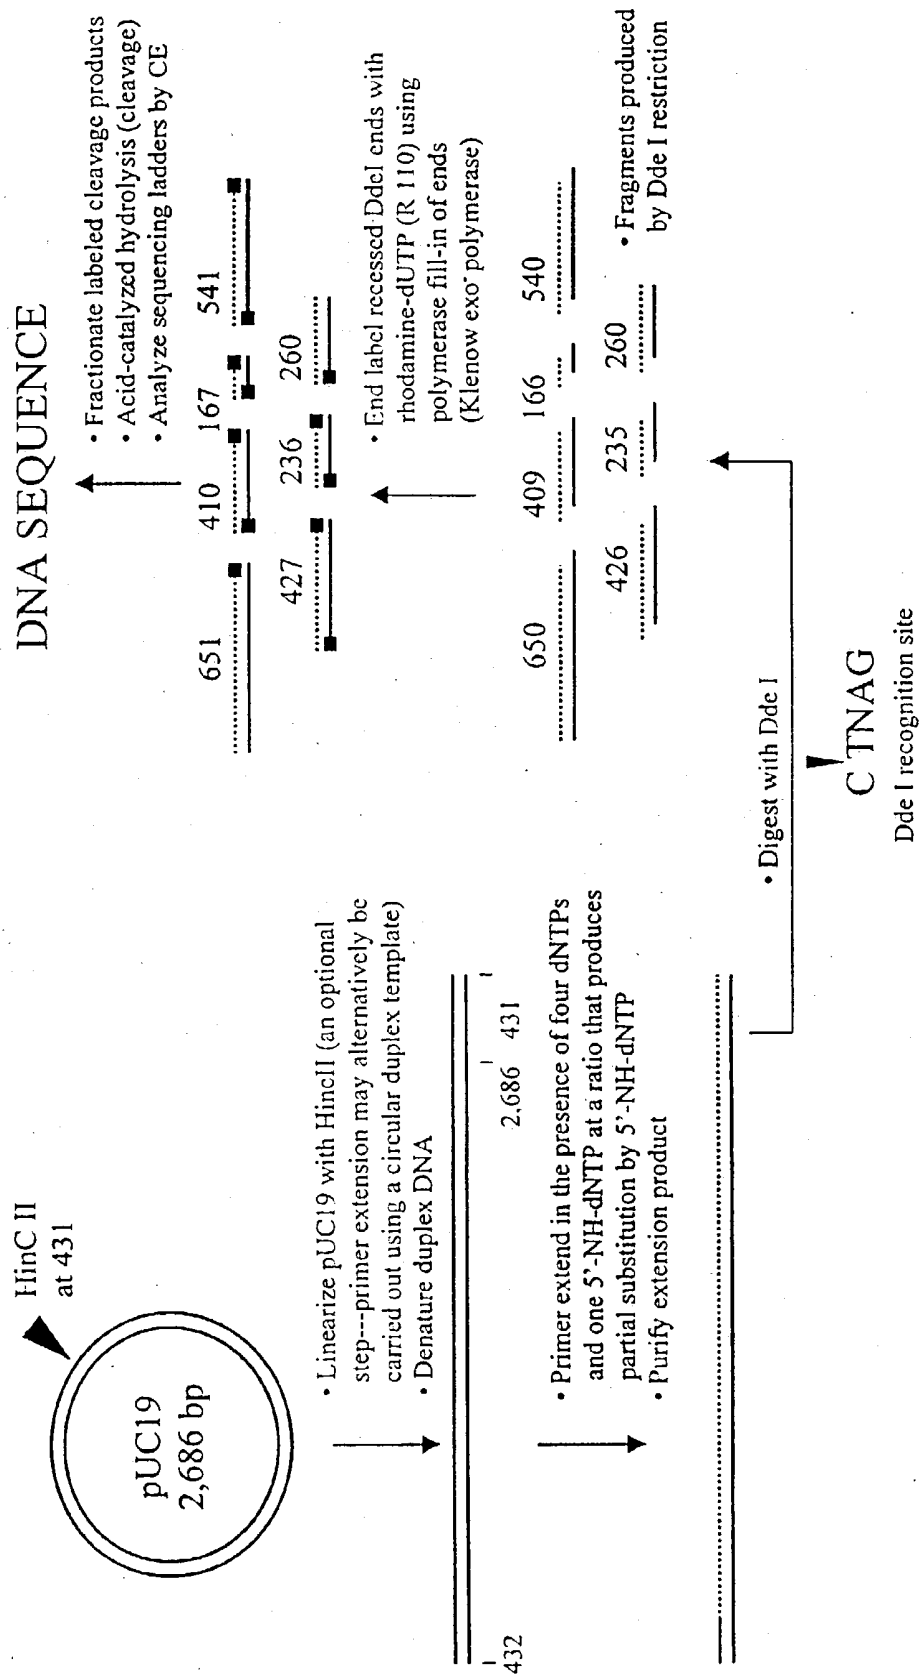 HinC II
at 431
pUC19
2,686 bp
• Linearize pUC19 with HincII (an optional
step---primer extension may alternatively be
carried out using a circular duplex template)
• Denature duplex DNA
432
2,686
431
• Primer extend in the presence of four dNTPs
and one 5'-NH-dNTP at a ratio that produces
partial substitution by 5'-NH-dNTP
• Purify extension product
• Digest with Dde I
C TNAG
Dde I recognition site
DNA SEQUENCE
• Fractionate labeled cleavage products
• Acid-catalyzed hydrolysis (cleavage)
• Analyze sequencing ladders by CE
651 410 167 541
427 236 260
• End label recessed DdeI ends with
rhodamine-dUTP (R 110) using
polymerase fill-in of ends
(Klenow exo⁻ polymerase)
650 409 166 540
426 235 260
• Fragments produced
by Dde I restriction